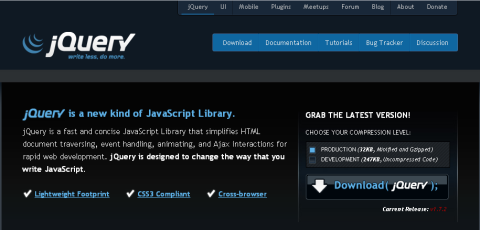 jQuery UI Mobile Plugins Meetups Forum Blog About Donate
jQuery
write less, do more.
Download Documentation Tutorials Bug Tracker Discussion
jQuery is a new kind of JavaScript Library.
jQuery is a fast and concise JavaScript Library that simplifies HTML
document traversing, event handling, animating, and Ajax interactions for
rapid web development. jQuery is designed to change the way that you
write JavaScript.
Lightweight Footprint CSS3 Compliant Cross-browser
GRAB THE LATEST VERSION!
CHOOSE YOUR COMPRESSION LEVEL:
PRODUCTION (32KB, Minified and Gzipped)
DEVELOPMENT (247KB, Uncompressed Code)
Download( jQuery );
Current Release: